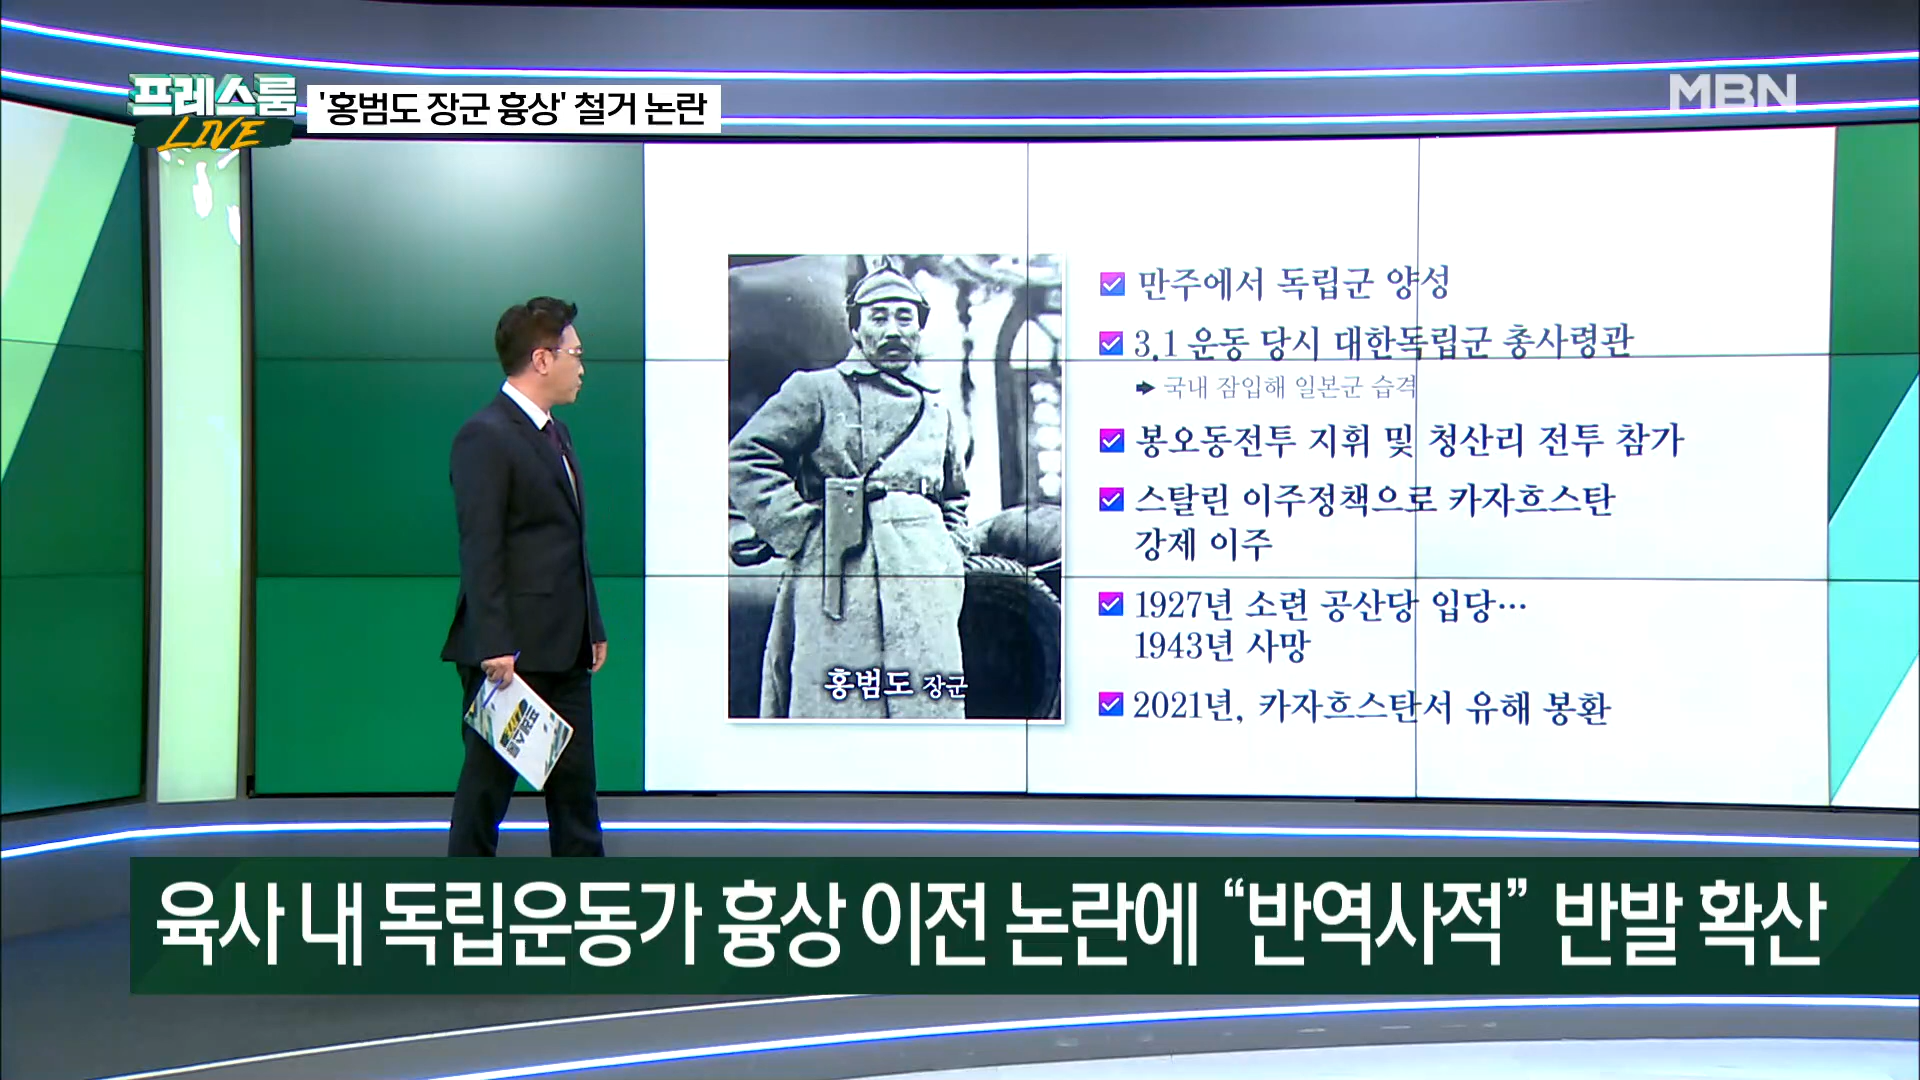 프레스룸
LIVE
'홍범도 장군 흉상' 철거 논란
MBN
만주에서 독립군 양성
3.1 운동 당시 대한독립군 총사령관
국내 잠입해 일본군 습격
봉오동전투 지휘 및 청산리 전투 참가
스탈린 이주정책으로 카자흐스탄
강제 이주
1927년 소련 공산당 입당…
1943년 사망
2021년, 카자흐스탄서 유해 봉환
홍범도 장군
육사 내 독립운동가 흉상 이전 논란에 “반역사적” 반발 확산